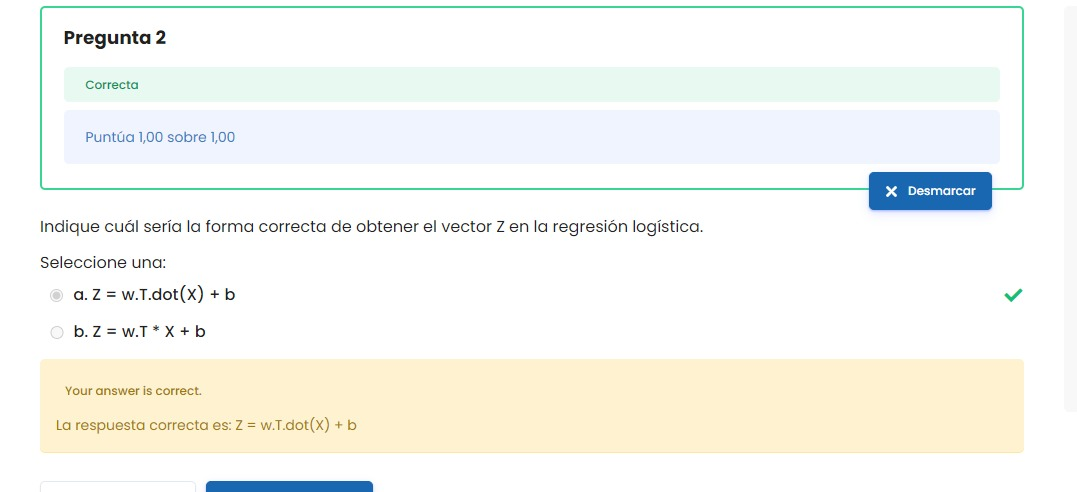 Pregunta 2
Correcta
Puntúa 1,00 sobre 1,00
Desmarcar
Indique cuál sería la forma correcta de obtener el vector Z en la regresión logística.
Seleccione una:
a. Z = w.T.dot(X) + b
b. Z = w.T * X + b
Your answer is correct.
La respuesta correcta es: Z = w.T.dot(X) + b